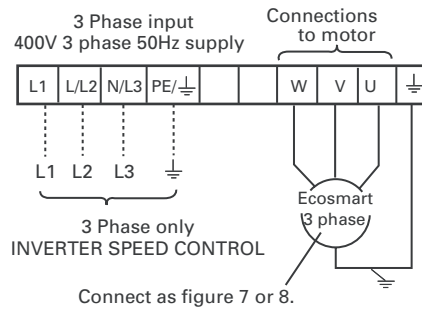 3 Phase input
400V 3 phase 50Hz supply
Connections
to motor
L1 L/L2 N/L3 PE/ W V U
L1 L2 L3
3 Phase only
INVERTER SPEED CONTROL
Ecosmart
3 phase
Connect as figure 7 or 8.